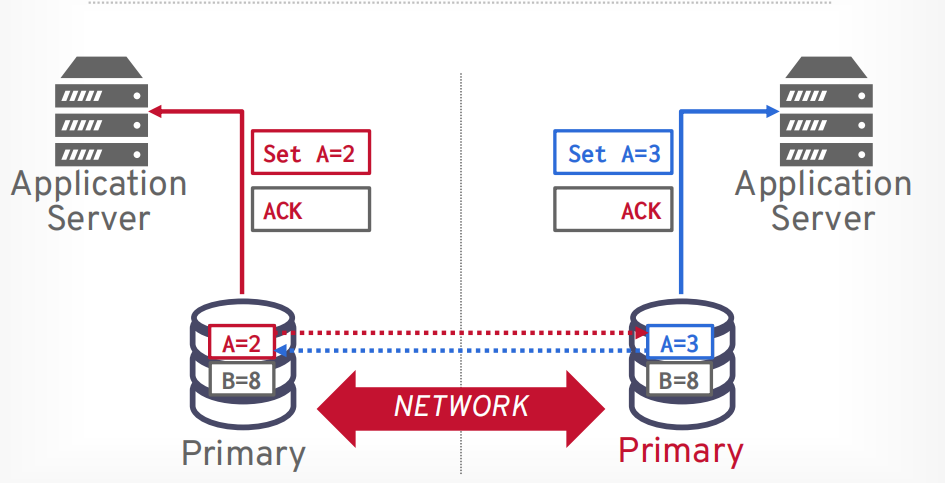 Application
Server
Set A=2
ACK
Set A=3
ACK
Application
Server
A=2
B=8
A=3
B=8
NETWORK
Primary
Primary